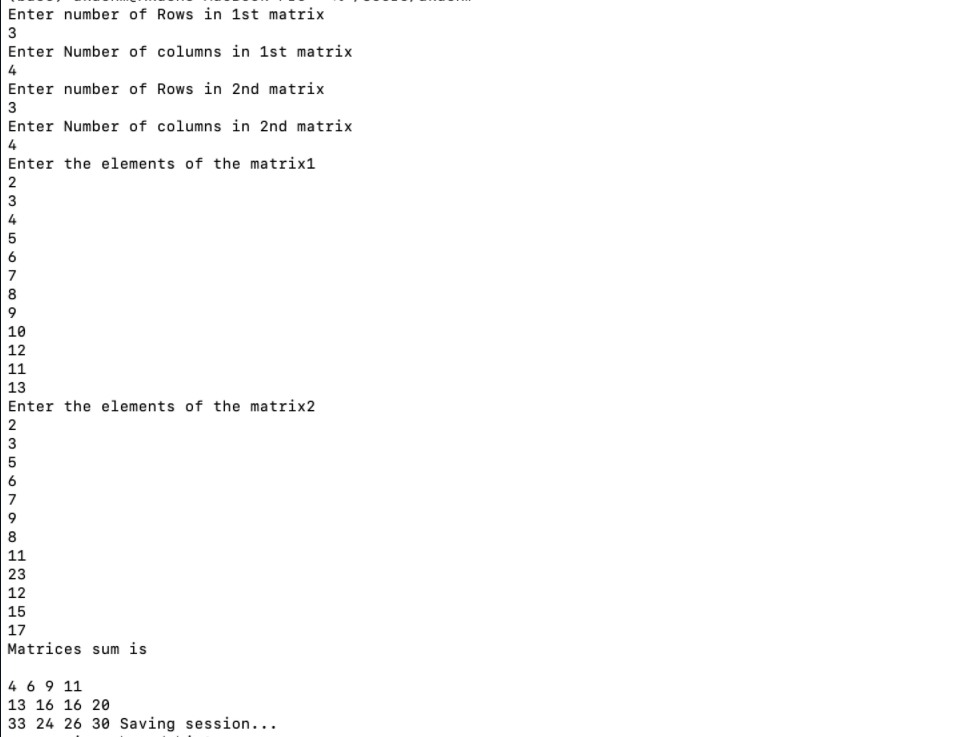 Enter number of Rows in 1st matrix
3
Enter Number of columns in 1st matrix
4
Enter number of Rows in 2nd matrix
3
Enter Number of columns in 2nd matrix
4
Enter the elements of the matrix1
2
3
4
5
6
7
8
9
10
12
11
13
Enter the elements of the matrix2
2
3
5
6
7
9
8
11
23
12
15
17
Matrices sum is
4 6 9 11
13 16 16 20
33 24 26 30 Saving session...